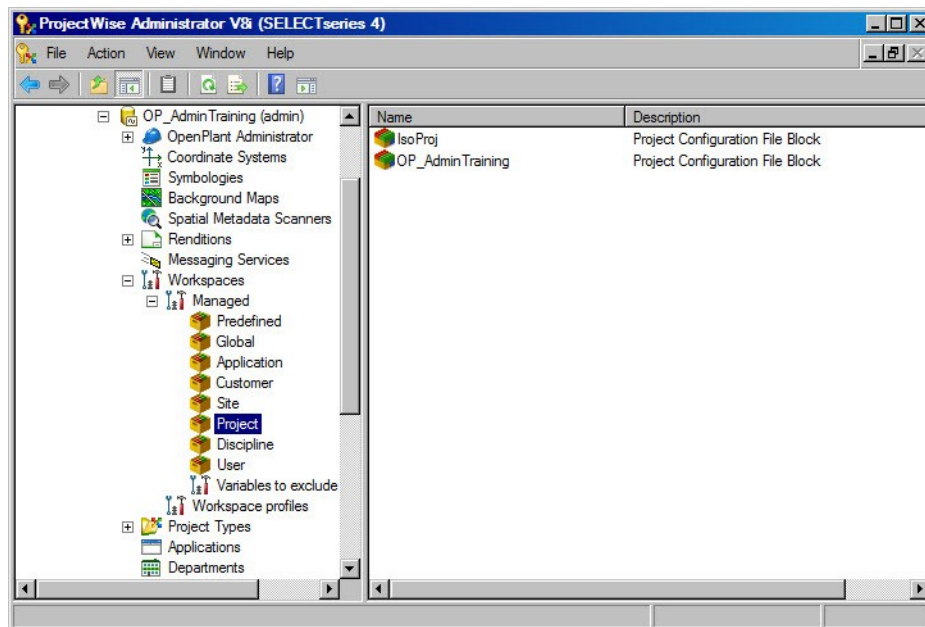 ProjectWise Administrator V8i (SELECTseries 4)
File Action View Window Help
OP_AdminTraining (admin)
OpenPlant Administrator
Coordinate Systems
Symbologies
Background Maps
Spatial Metadata Scanners
Renditions
Messaging Services
Workspaces
Managed
Predefined
Global
Application
Customer
Site
Project
Discipline
User
Variables to exclude
Workspace profiles
Project Types
Applications
Departments
Name Description
IsoProj Project Configuration File Block
OP_AdminTraining Project Configuration File Block